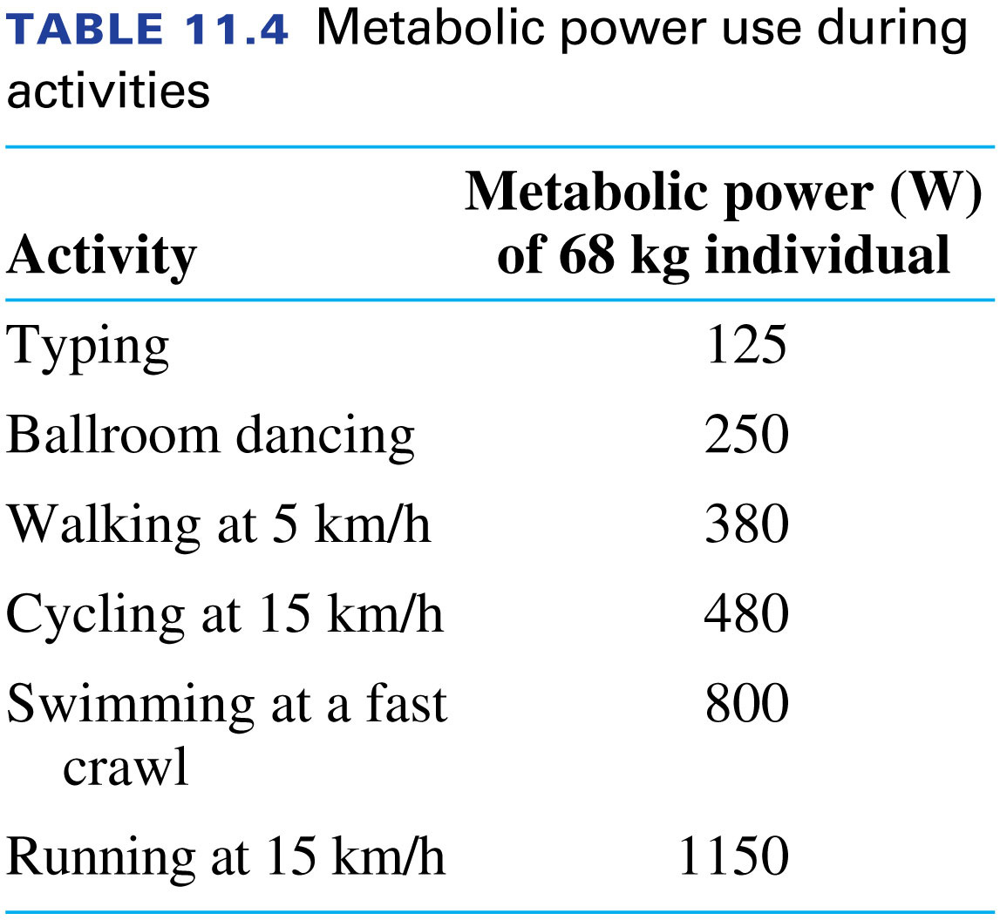 TABLE 11.4 Metabolic power use during
activities
Metabolic power (W)
Activity of 68 kg individual
Typing 125
Ballroom dancing 250
Walking at 5 km/h 380
Cycling at 15 km/h 480
Swimming at a fast 800
crawl
Running at 15 km/h 1150